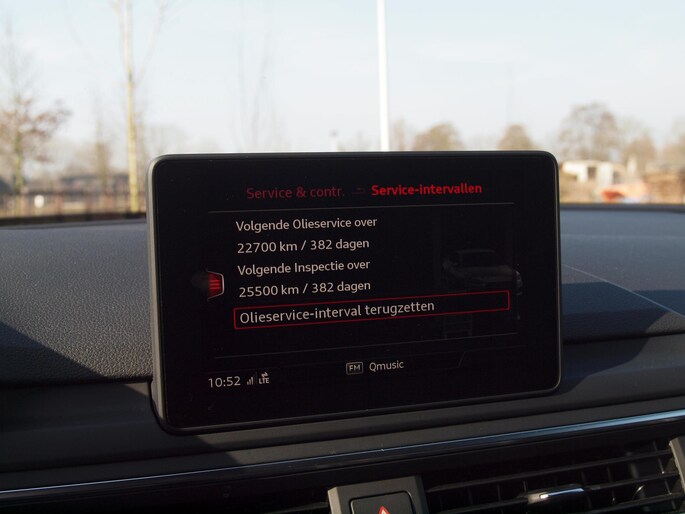 Service & contr. Service-intervallen
Volgende Olieservice over
22700 km / 382 dagen
Volgende Inspectie over
25500 km / 382 dagen
Olieservice-interval terugzetten
10:52 LTE FM Qmusic